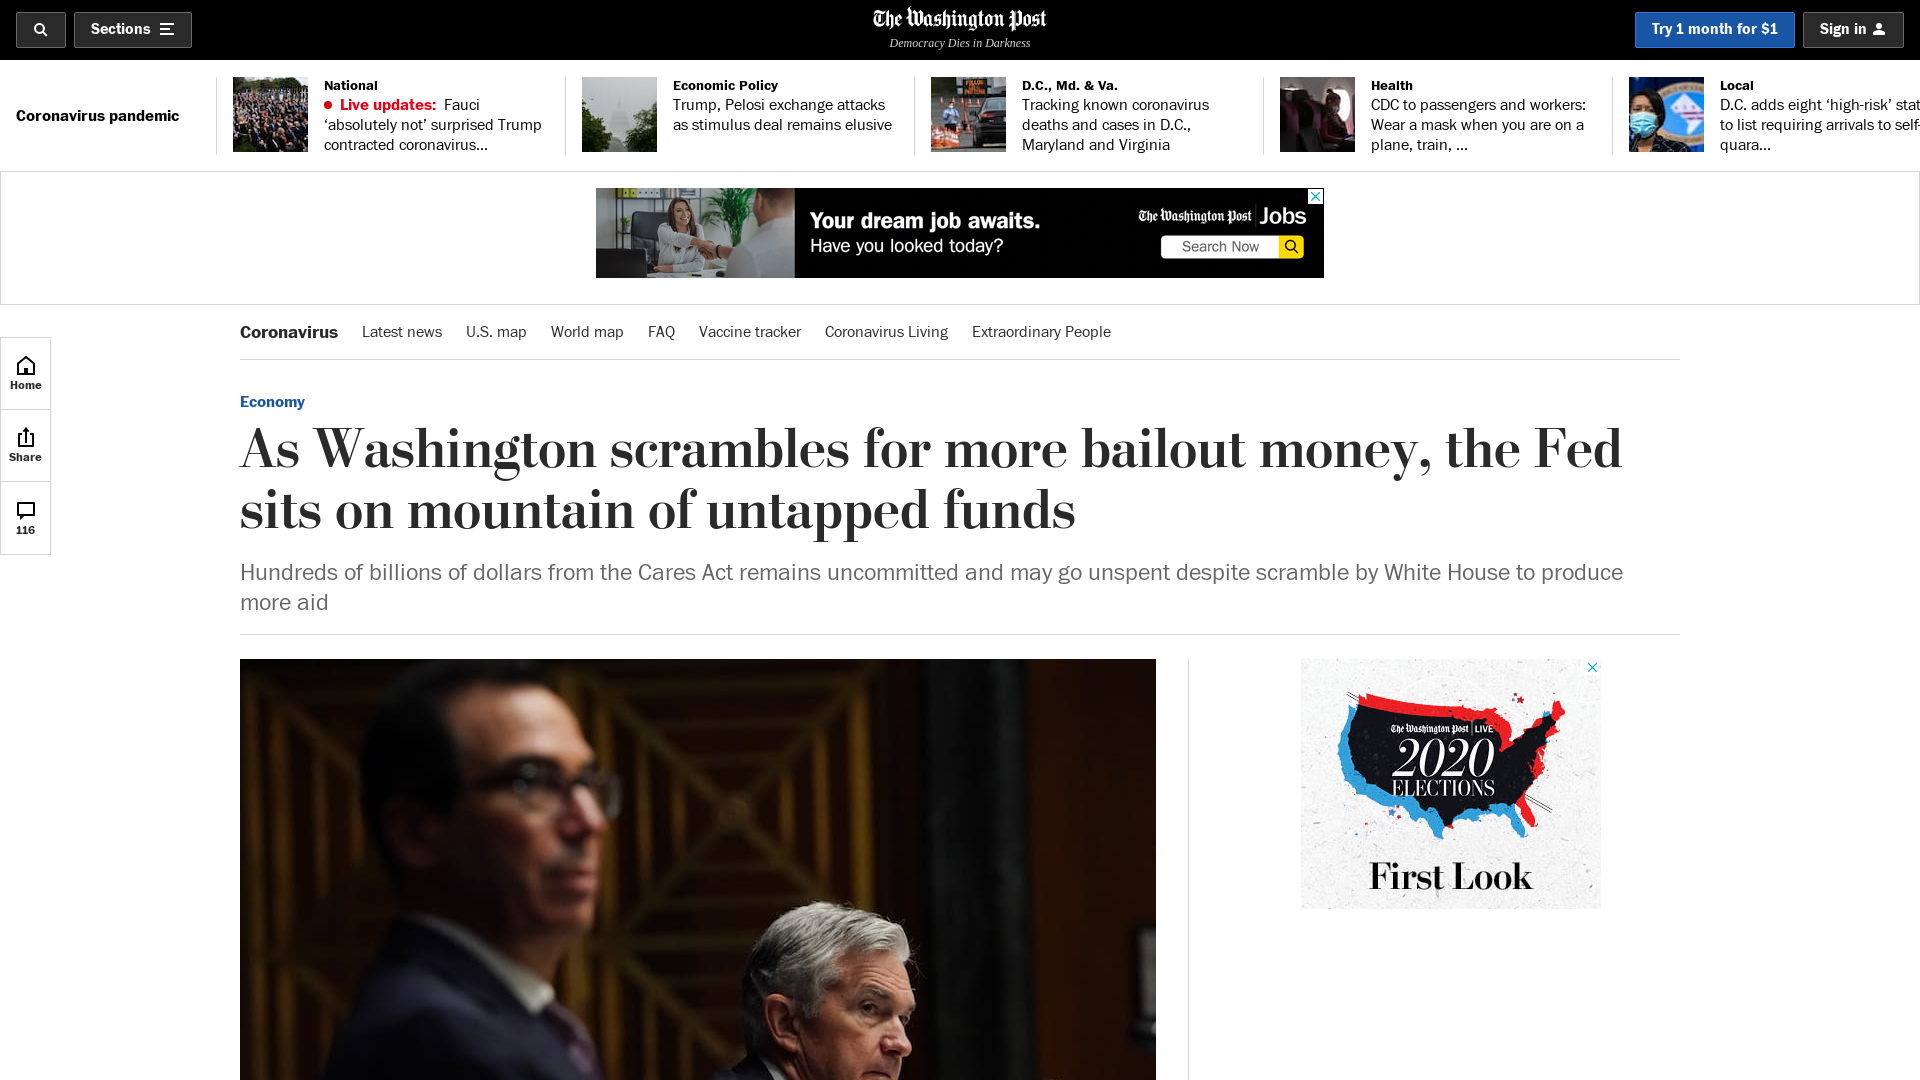 Sections
The Washington Post
Democracy Dies in Darkness
Try 1 month for $1
Sign in
Coronavirus pandemic
National
Live updates: Fauci
‘absolutely not’ surprised Trump
contracted coronavirus...
Economic Policy
Trump, Pelosi exchange attacks
as stimulus deal remains elusive
D.C., Md. & Va.
Tracking known coronavirus
deaths and cases in D.C.,
Maryland and Virginia
Health
CDC to passengers and workers:
Wear a mask when you are on a
plane, train, ...
Local
D.C. adds eight ‘high-risk’ stat
to list requiring arrivals to self-
quara...
Your dream job awaits.
Have you looked today?
The Washington Post Jobs
Search Now
Coronavirus Latest news U.S. map World map FAQ Vaccine tracker Coronavirus Living Extraordinary People
Home
Share
116
Economy
As Washington scrambles for more bailout money, the Fed
sits on mountain of untapped funds
Hundreds of billions of dollars from the Cares Act remains uncommitted and may go unspent despite scramble by White House to produce
more aid
The Washington Post LIVE
2020
ELECTIONS
First Look